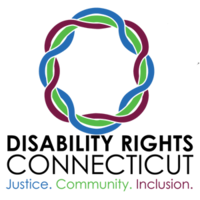 DISABILITY RIGHTS
CONNECTICUT
Justice. Community. Inclusion.